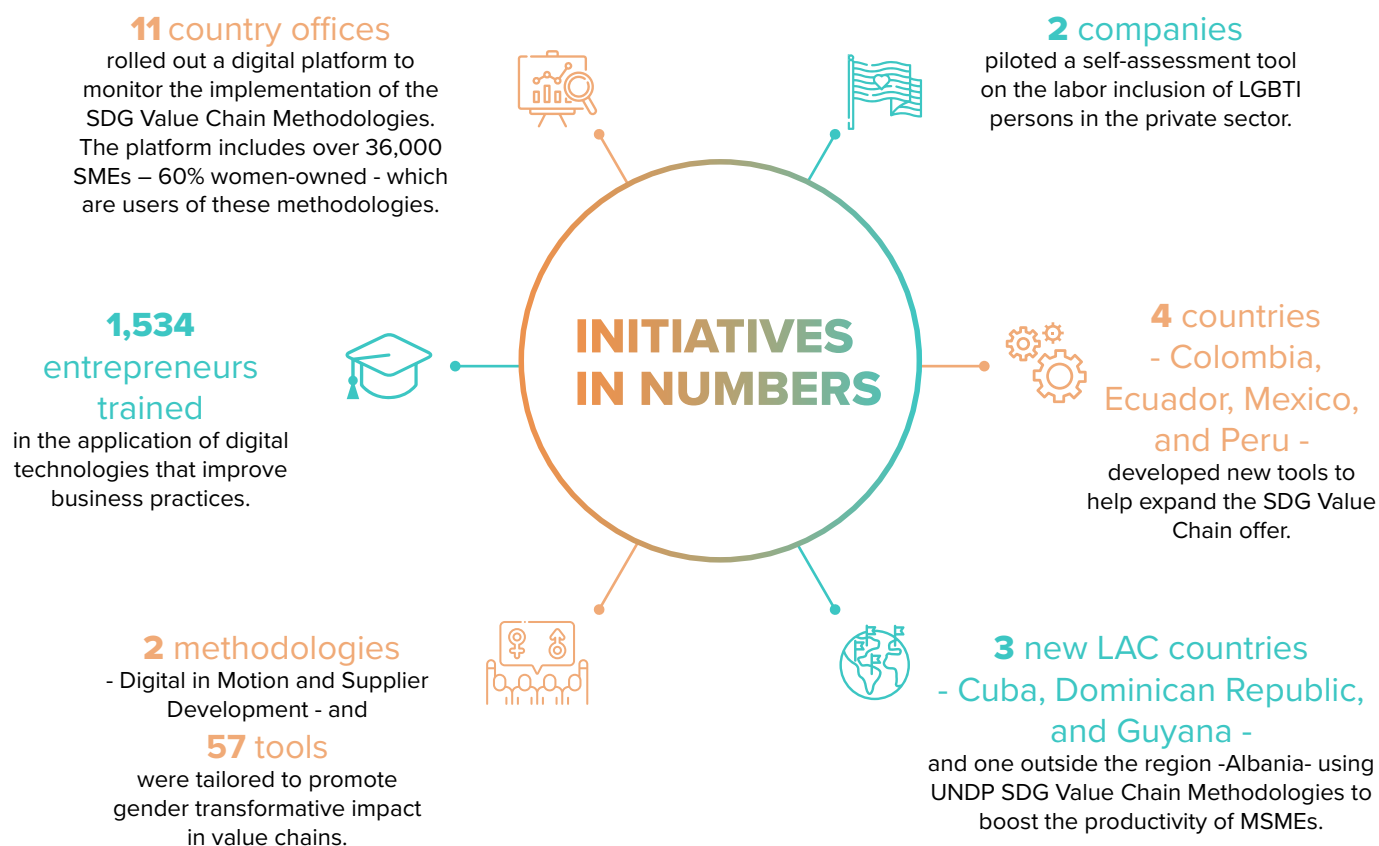 11 country offices
rolled out a digital platform to
monitor the implementation of the
SDG Value Chain Methodologies.
The platform includes over 36,000
SMEs – 60% women-owned - which
are users of these methodologies.
2 companies
piloted a self-assessment tool
on the labor inclusion of LGBTI
persons in the private sector.
1,534
entrepreneurs
trained
in the application of digital
technologies that improve
business practices.
INITIATIVES
IN NUMBERS
4 countries
- Colombia,
Ecuador, Mexico,
and Peru -
developed new tools to
help expand the SDG Value
Chain offer.
2 methodologies
- Digital in Motion and Supplier
Development - and
57 tools
were tailored to promote
gender transformative impact
in value chains.
3 new LAC countries
- Cuba, Dominican Republic,
and Guyana -
and one outside the region -Albania- using
UNDP SDG Value Chain Methodologies to
boost the productivity of MSMEs.